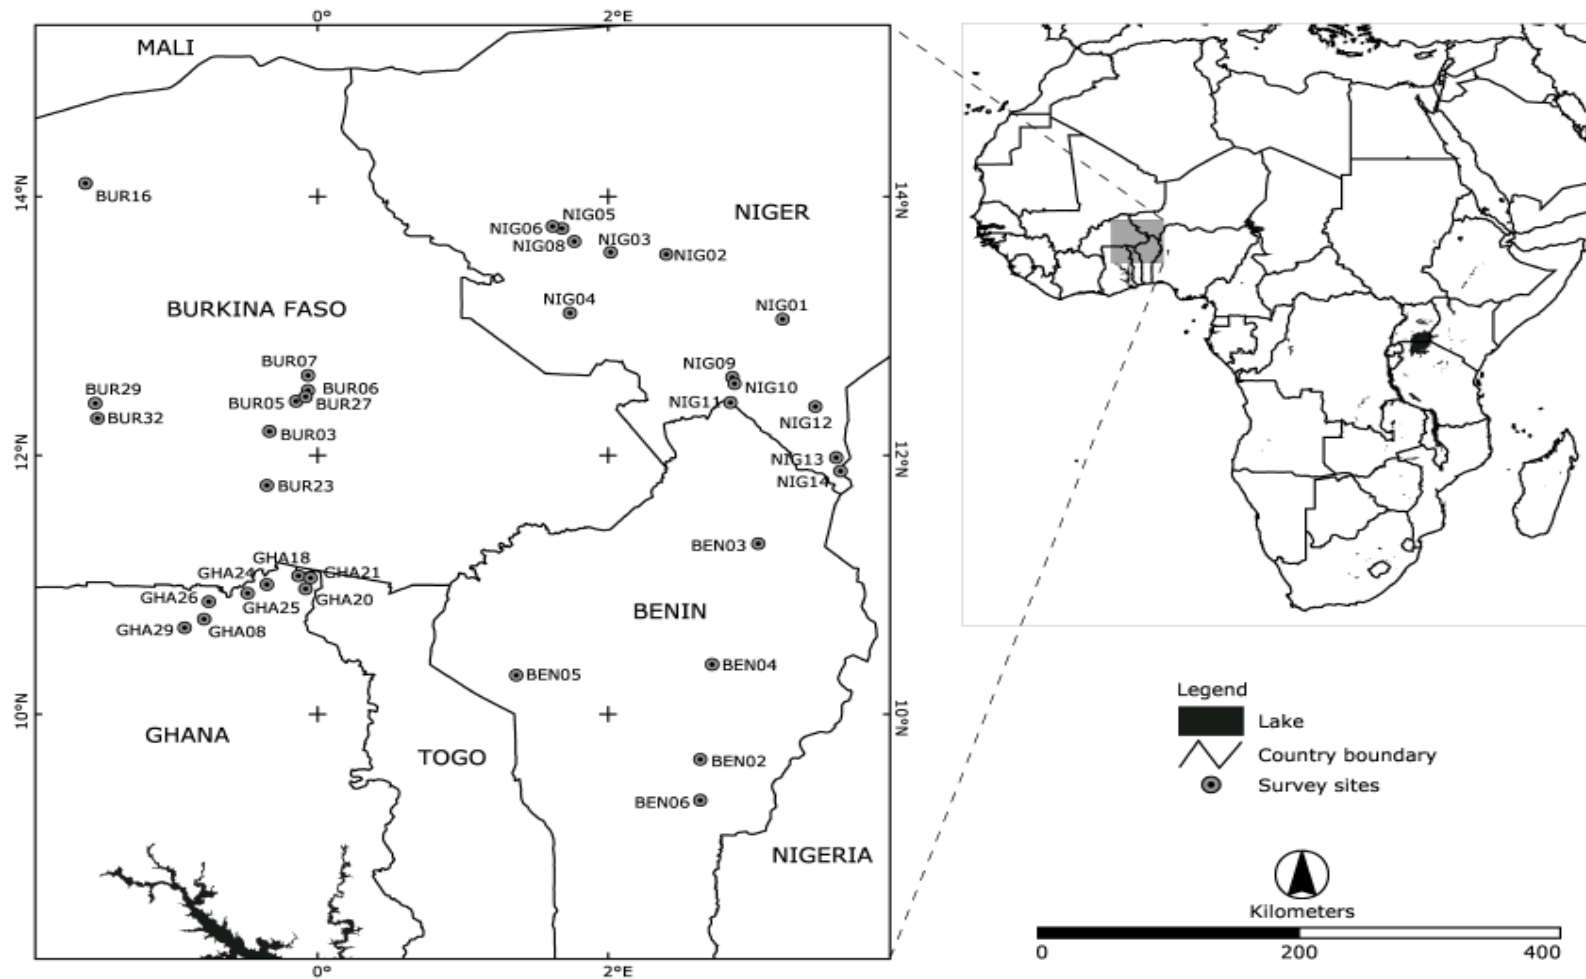 0°
2°E
MALI
14°N
14°N
BUR16
NIG05
NIG06
NIG08
NIG03
NIG02
NIGER
NIG04
NIG01
BURKINA FASO
BUR07
BUR29
BUR06
BUR05
BUR27
BUR32
BUR03
NIG09
NIG10
NIG11
NIG12
12°N
12°N
NIG13
NIG14
BUR23
BEN03
GHA18
GHA24
GHA21
GHA26
GHA25
GHA20
GHA29
GHA08
BENIN
BEN05
BEN04
10°N
10°N
GHANA
TOGO
BEN02
BEN06
NIGERIA
0°
2°E
Legend
Lake
Country boundary
Survey sites
Kilometers
0
200
400